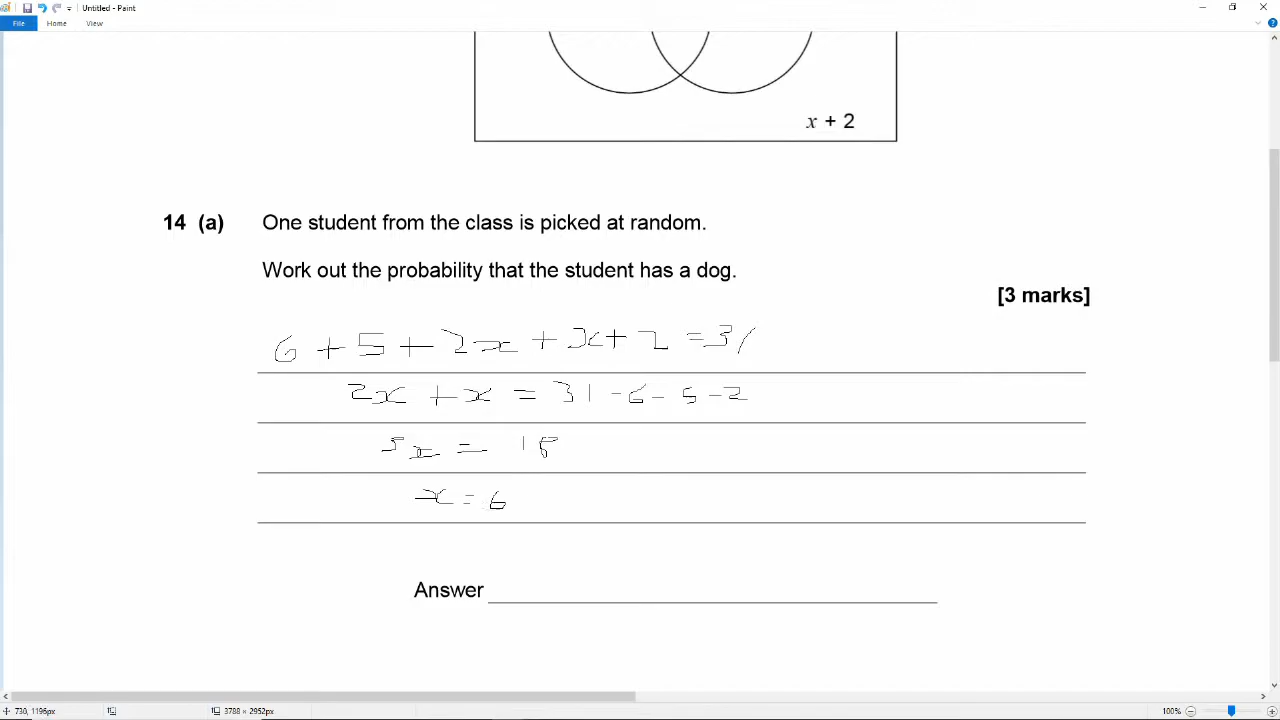 Untitled - Paint
File Home View
x + 2
14 (a) One student from the class is picked at random.
Work out the probability that the student has a dog.
[3 marks]
6 + 5 + 2x + x + 2 = 31
2x + x = 31 - 6 - 5 - 2
3x = 18
x = 6
Answer
730, 1196px 3788 × 2952px 100%